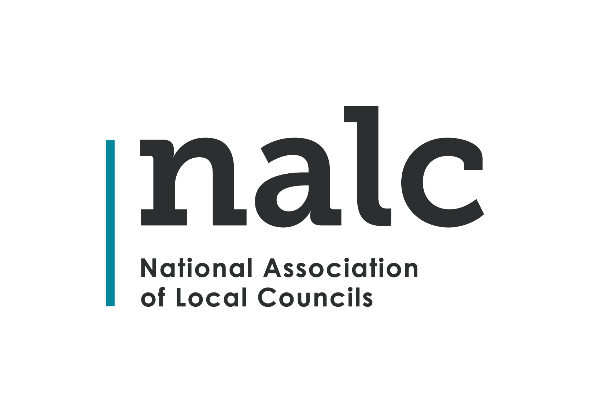 nalc
National Association
of Local Councils